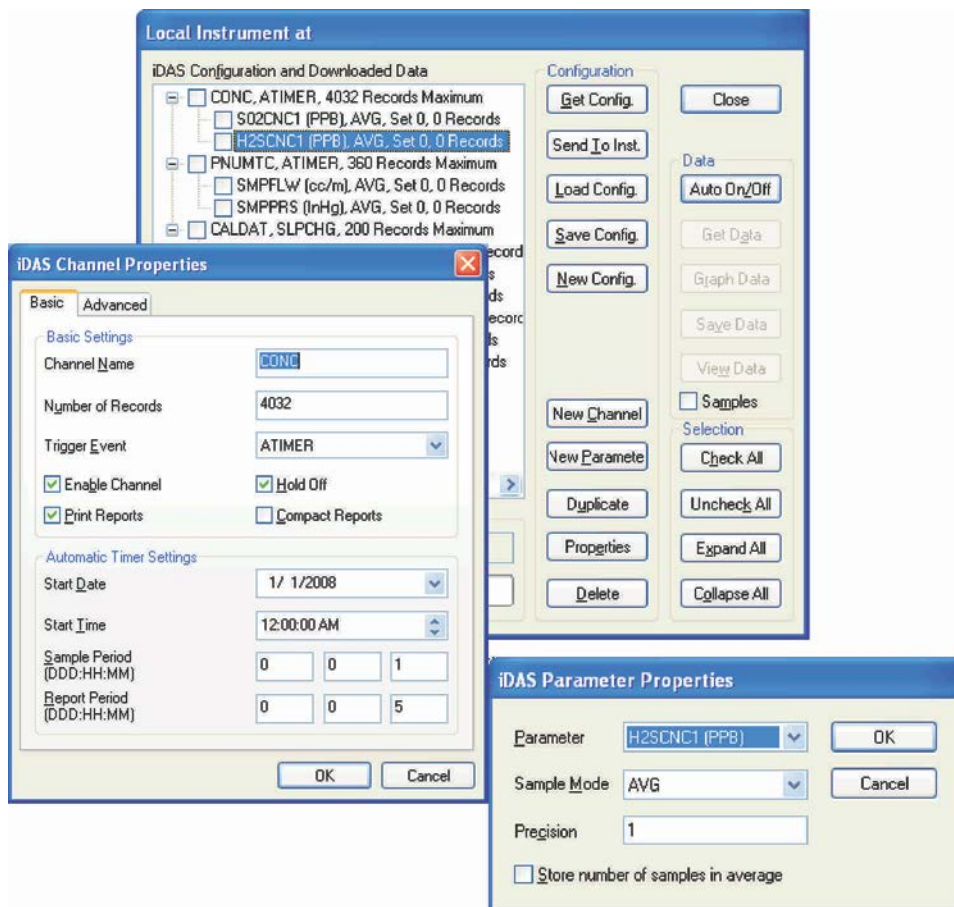 Local Instrument at
iDAS Configuration and Downloaded Data
CONC, ATIMER, 4032 Records Maximum
SO2CNC1 (PPB), AVG, Set 0, 0 Records
H2SCNC1 (PPB), AVG, Set 0, 0 Records
PNUMTC, ATIMER, 360 Records Maximum
SMPFLW (cc/m), AVG, Set 0, 0 Records
SMPPRS (InHg), AVG, Set 0, 0 Records
CALDAT, SLPCHG, 200 Records Maximum
Configuration
Get Config.
Send To Inst.
Load Config.
Save Config.
New Config.
New Channel
New Paramete
Duplicate
Properties
Delete
Close
Data
Auto On/Off
Get Data
Graph Data
Save Data
View Data
Samples
Selection
Check All
Uncheck All
Expand All
Collapse All
iDAS Channel Properties
Basic Advanced
Basic Settings
Channel Name CONC
Number of Records 4032
Trigger Event ATIMER
Enable Channel Hold Off
Print Reports Compact Reports
Automatic Timer Settings
Start Date 1/ 1/2008
Start Time 12:00:00 AM
Sample Period
(DDD:HH:MM) 0 0 1
Report Period
(DDD:HH:MM) 0 0 5
OK Cancel
iDAS Parameter Properties
Parameter H2SCNC1 (PPB) OK
Sample Mode AVG Cancel
Precision 1
Store number of samples in average